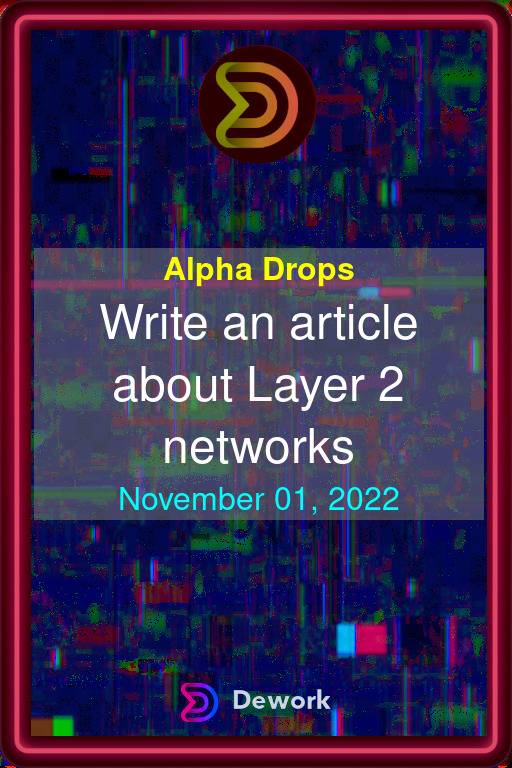 Alpha Drops
Write an article
about Layer 2
networks
November 01, 2022
Dework